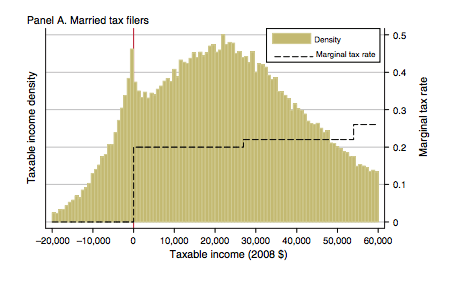 Panel A. Married tax filers
Density
Marginal tax rate
0.5
0.4
0.3
0.2
0.1
0
Taxable income density
Marginal tax rate
−20,000 −10,000 0 10,000 20,000 30,000 40,000 50,000 60,000
Taxable income (2008 $)